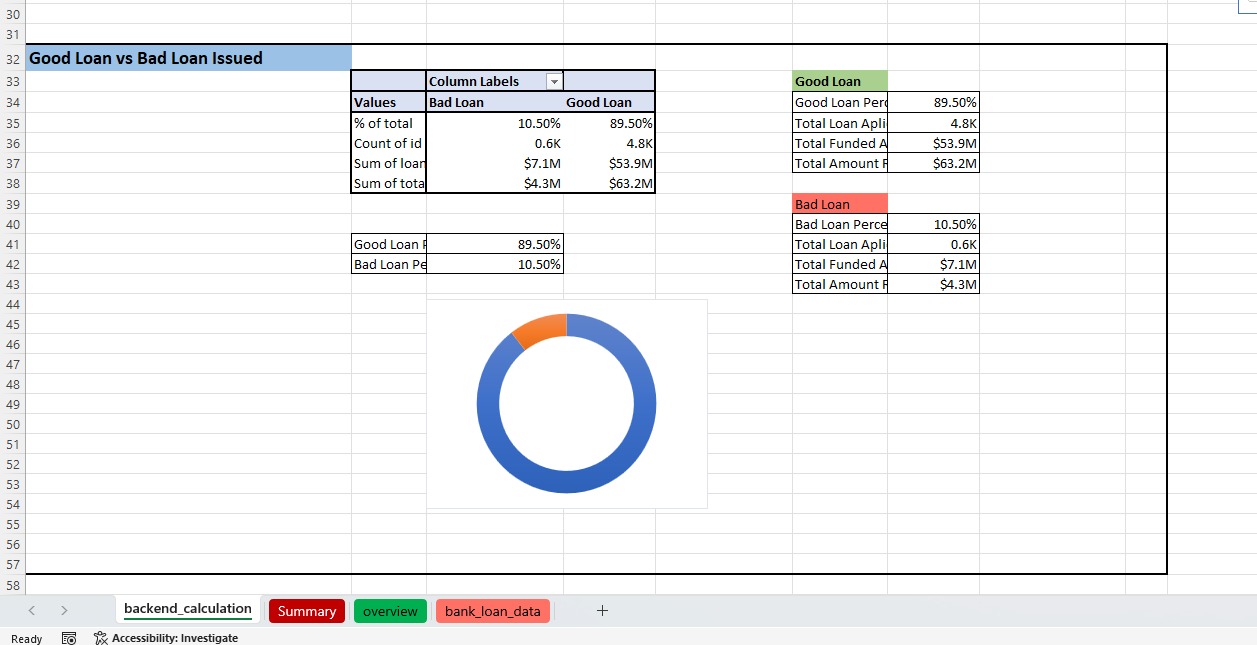 30
31
32 Good Loan vs Bad Loan Issued
33 Column Labels Good Loan
34 Values Bad Loan Good Loan Good Loan Perc 89.50%
35 % of total 10.50% 89.50% Total Loan Apli 4.8K
36 Count of id 0.6K 4.8K Total Funded A $53.9M
37 Sum of loan $7.1M $53.9M Total Amount R $63.2M
38 Sum of tota $4.3M $63.2M
39 Bad Loan
40 Bad Loan Perce 10.50%
41 Good Loan P 89.50% Total Loan Apli 0.6K
42 Bad Loan Pe 10.50% Total Funded A $7.1M
43 Total Amount R $4.3M
44
45
46
47
48
49
50
51
52
53
54
55
56
57
58
backend_calculation Summary overview bank_loan_data
Ready Accessibility: Investigate